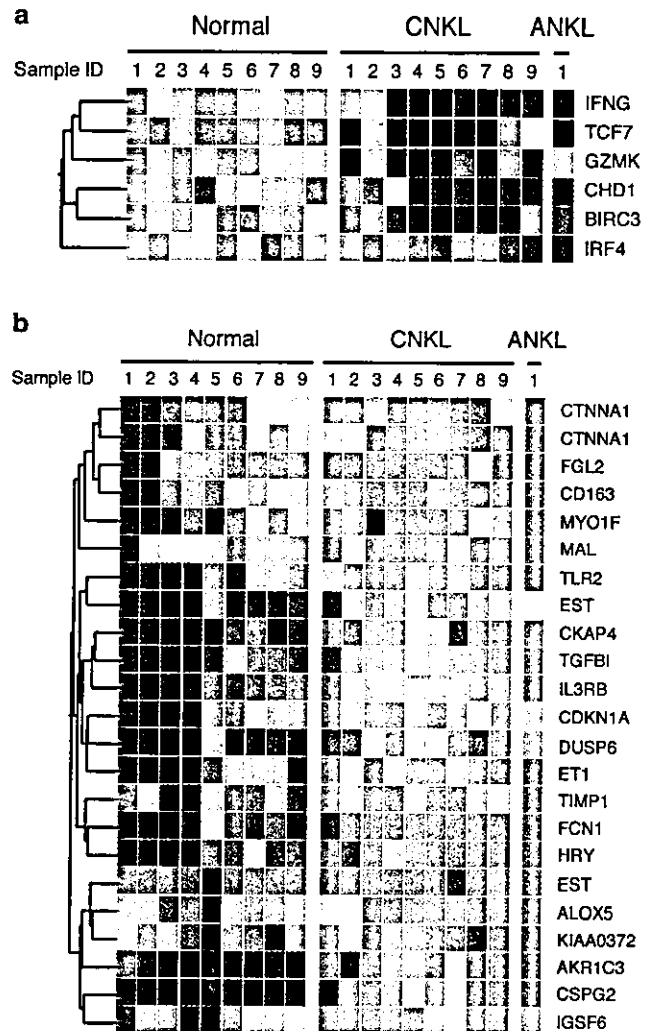 a
Normal CNKL ANKL
Sample ID 1 2 3 4 5 6 7 8 9 1 2 3 4 5 6 7 8 9 1
IFNG
TCF7
GZMK
CHD1
BIRC3
IRF4
b
Normal CNKL ANKL
Sample ID 1 2 3 4 5 6 7 8 9 1 2 3 4 5 6 7 8 9 1
CTNNA1
CTNNA1
FGL2
CD163
MYO1F
MAL
TLR2
EST
CKAP4
TGFBI
IL3RB
CDKN1A
DUSP6
ET1
TIMP1
FCN1
HRY
EST
ALOX5
KIAA0372
AKR1C3
CSPG2
IGSF6